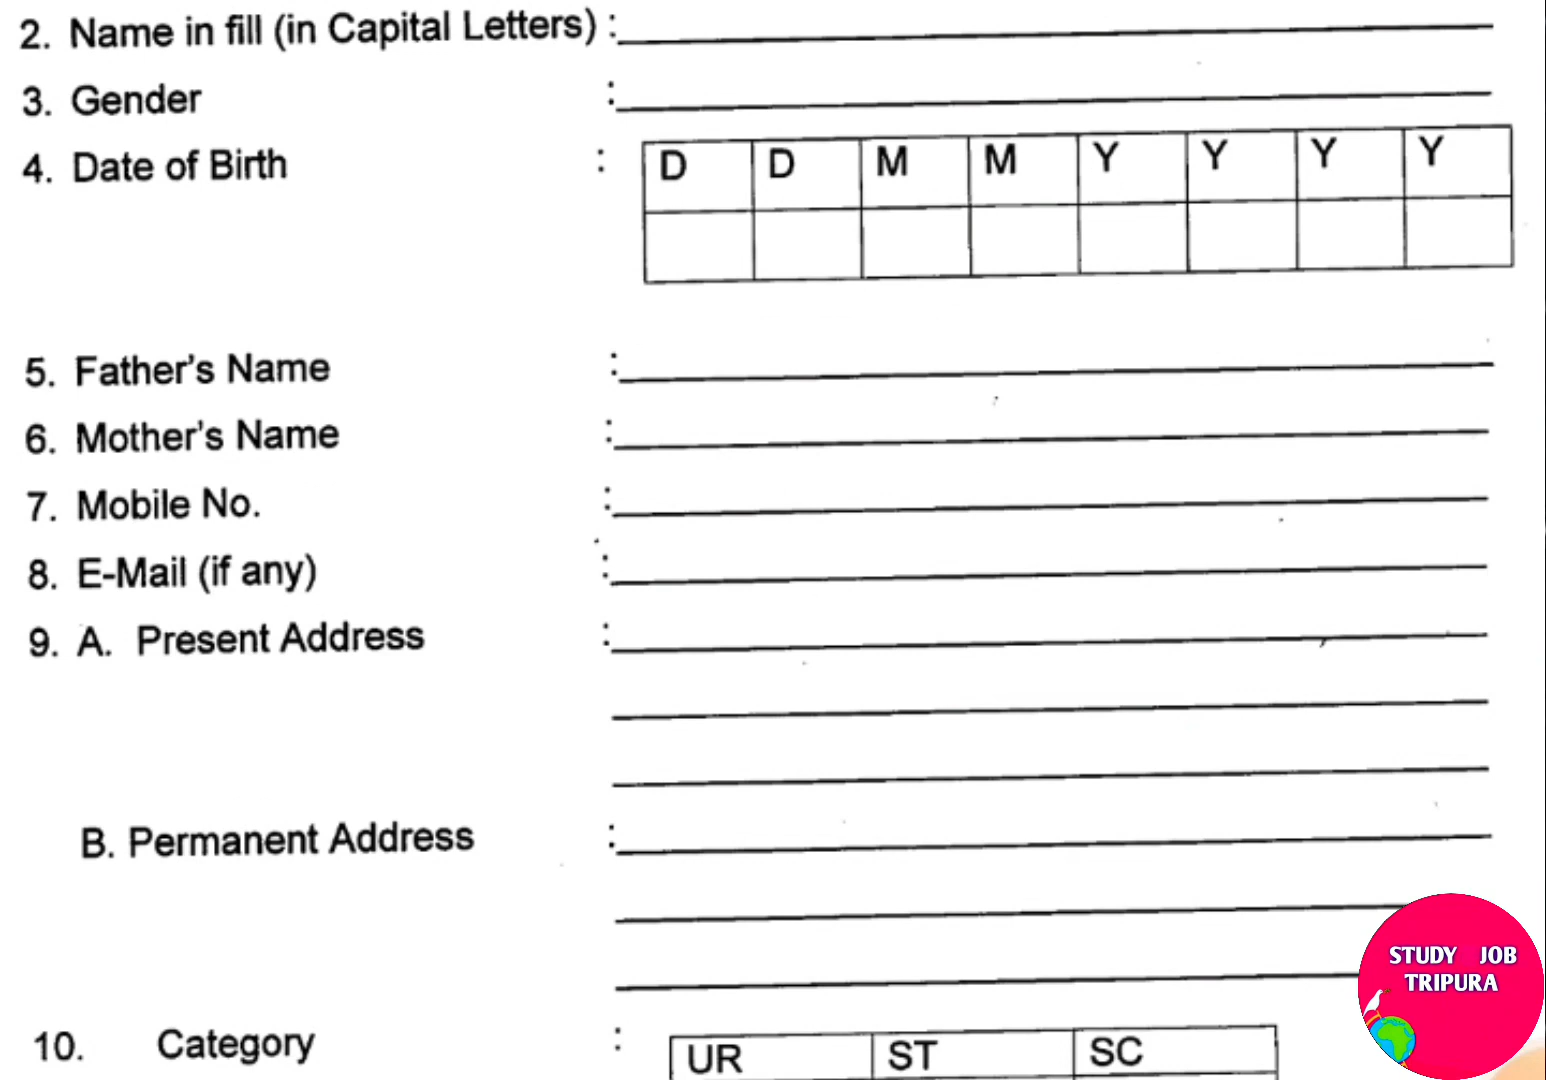 2. Name in fill (in Capital Letters) :
3. Gender :
4. Date of Birth : D D M M Y Y Y Y
5. Father's Name :
6. Mother's Name :
7. Mobile No. :
8. E-Mail (if any) :
9. A. Present Address :
B. Permanent Address :
10. Category : UR ST SC
STUDY JOB
TRIPURA